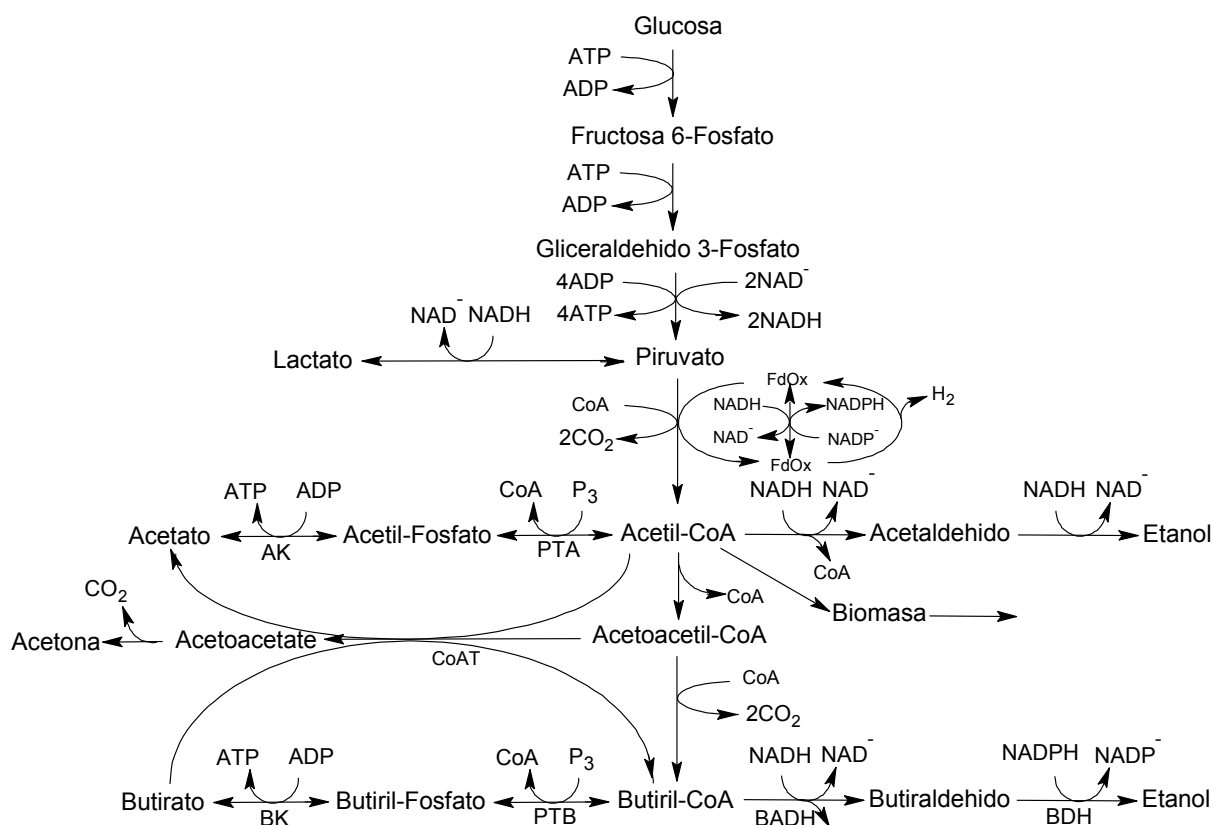 Glucosa
ATP
ADP
Fructosa 6-Fosfato
ATP
ADP
Gliceraldehido 3-Fosfato
4ADP 2NAD-
4ATP 2NADH
NAD- NADH
Lactato Piruvato
FdOx
H2
CoA NADH NADPH
2CO2 NAD- NADP-
FdOx
ATP ADP CoA P3 NADH NAD- NADH NAD-
Acetato Acetil-Fosfato Acetil-CoA Acetaldehido Etanol
AK PTA
CoA
CO2 CoA
Biomasa
Acetona Acetoacetate Acetoacetil-CoA
CoAT
CoA
2CO2
ATP ADP CoA P3 NADH NAD- NADPH NADP-
Butirato Butiril-Fosfato Butiril-CoA Butiraldehido Etanol
BK PTB BADH BDH